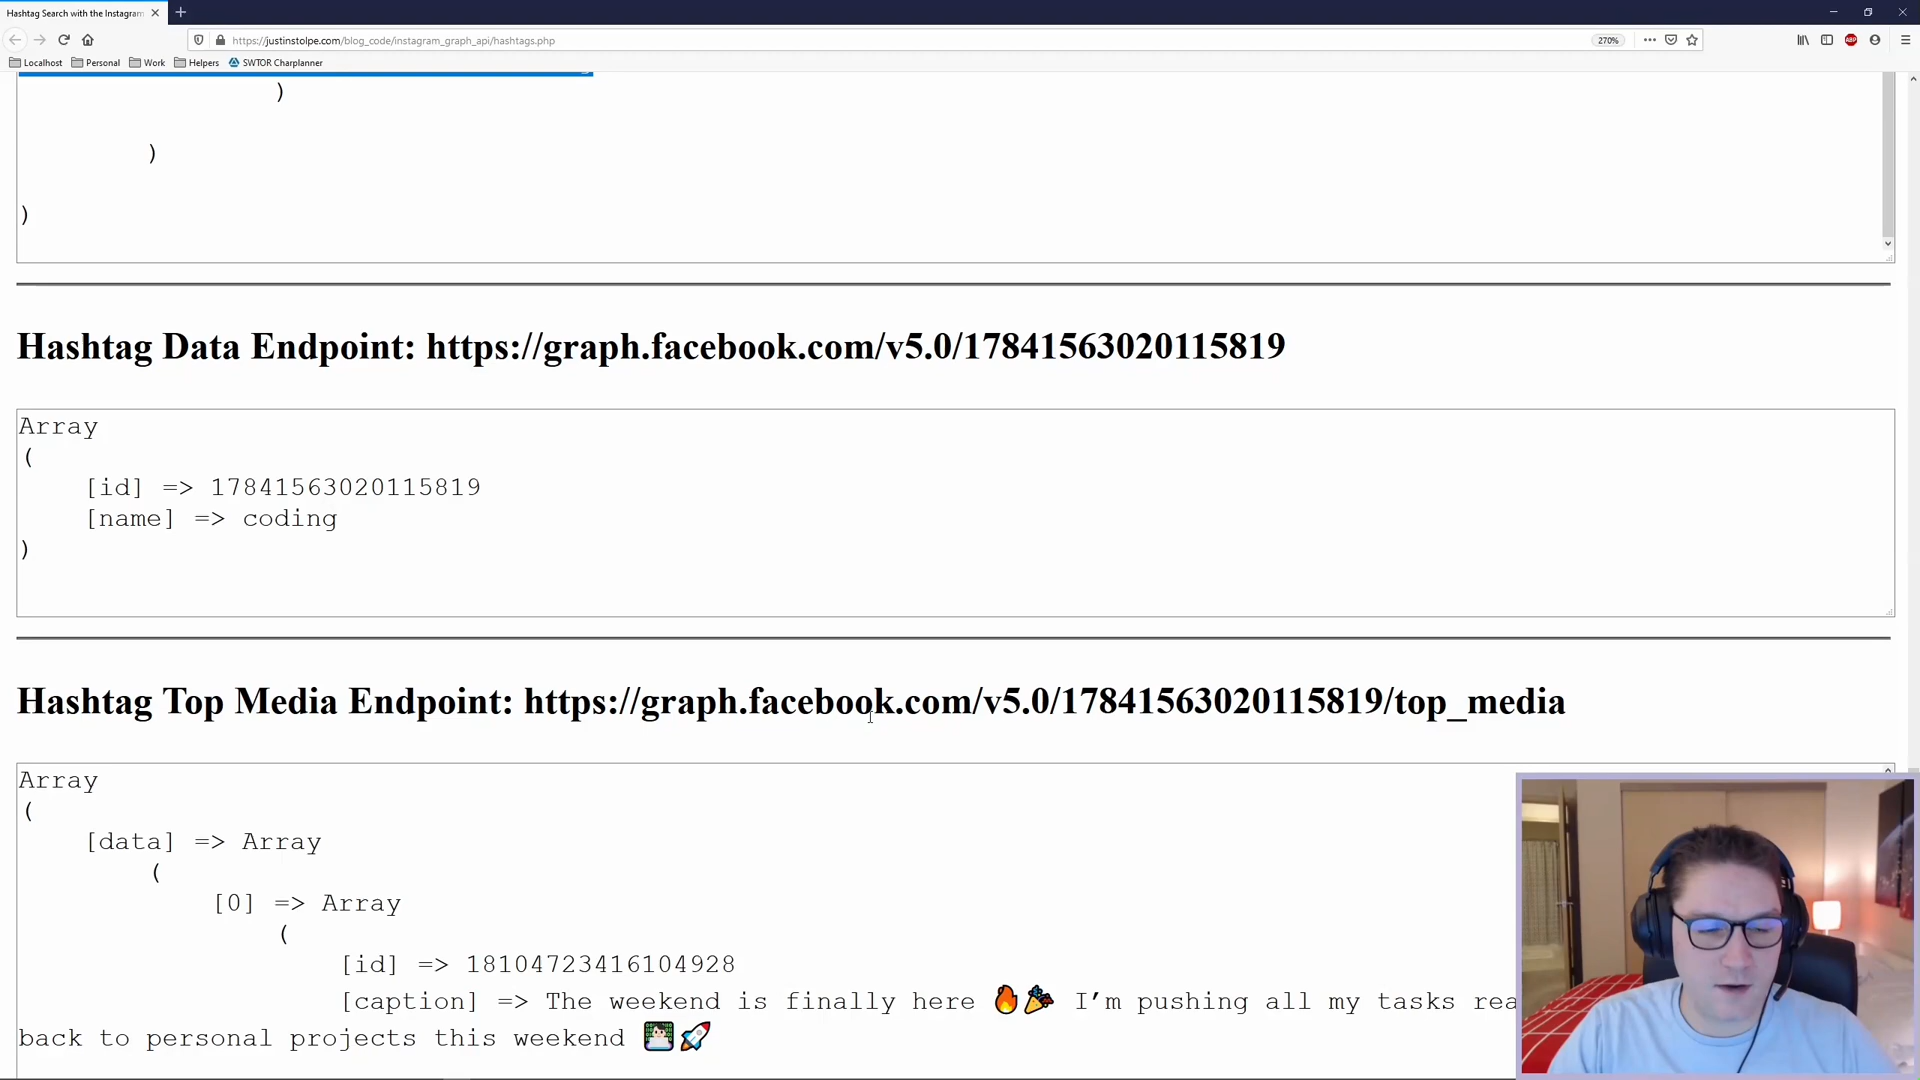 Hashtag Search with the Instagram
https://justinstolpe.com/blog_code/instagram_graph_api/hashtags.php
270%
ABP
Localhost
Personal
Work
Helpers
SWTOR Charplanner
)
)
)
Hashtag Data Endpoint: https://graph.facebook.com/v5.0/17841563020115819
Array
(
[id] => 17841563020115819
[name] => coding
)
Hashtag Top Media Endpoint: https://graph.facebook.com/v5.0/17841563020115819/top_media
Array
(
[data] => Array
(
[0] => Array
(
[id] => 18104723416104928
[caption] => The weekend is finally here 🔥🎉 I’m pushing all my tasks
back to personal projects this weekend 👨🏻‍💻🚀